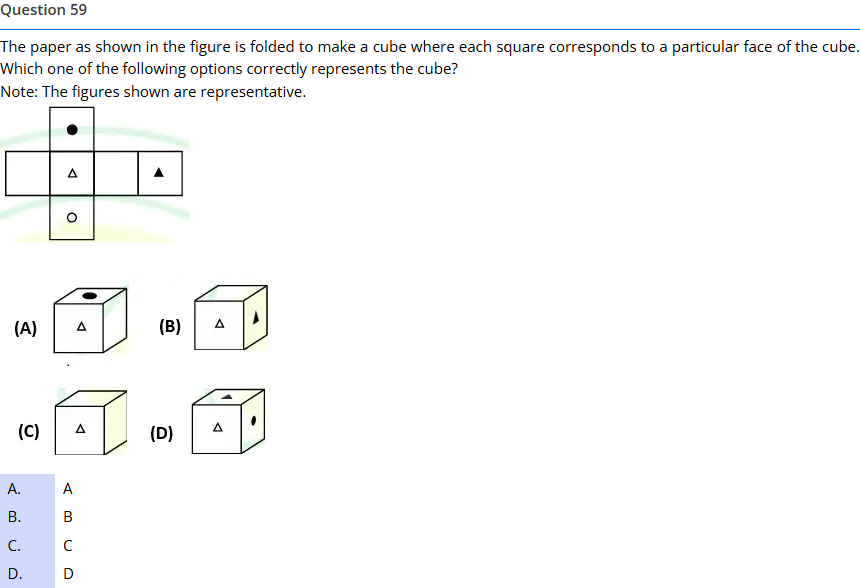 Question 59
The paper as shown in the figure is folded to make a cube where each square corresponds to a particular face of the cube.
Which one of the following options correctly represents the cube?
Note: The figures shown are representative.
(A) (B)
(C) (D)
A. A
B. B
C. C
D. D